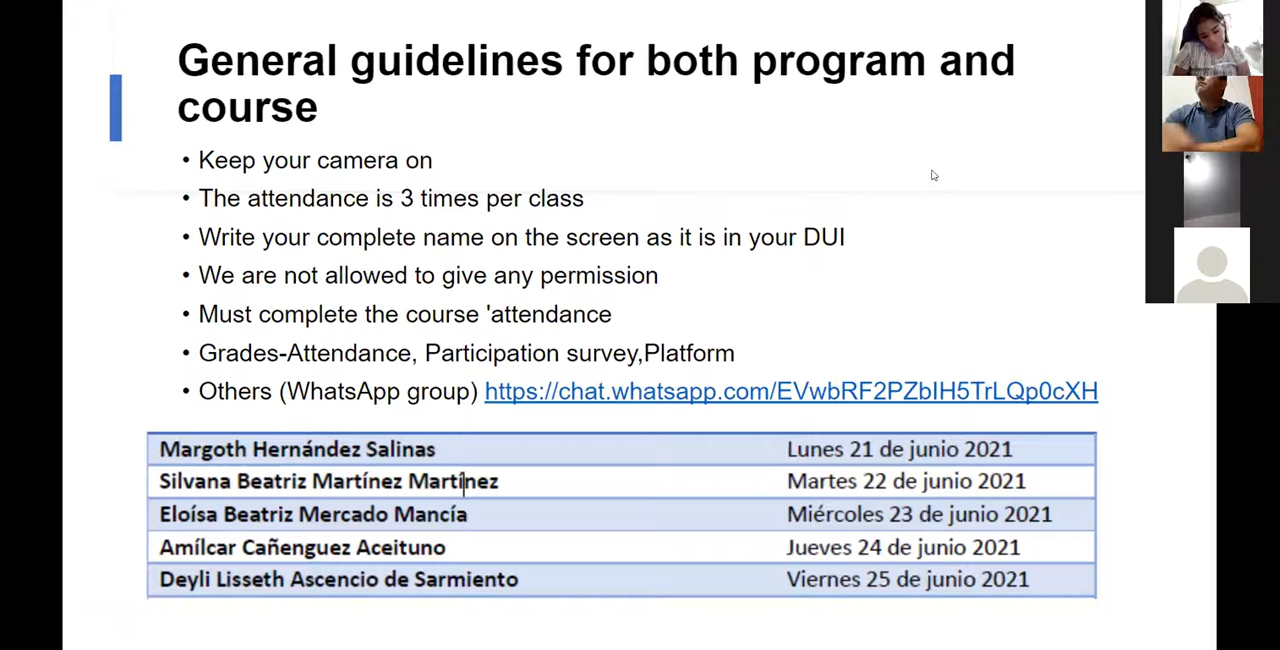 General guidelines for both program and
course
• Keep your camera on
• The attendance is 3 times per class
• Write your complete name on the screen as it is in your DUI
• We are not allowed to give any permission
• Must complete the course 'attendance
• Grades-Attendance, Participation survey,Platform
• Others (WhatsApp group) https://chat.whatsapp.com/EVwbRF2PZbIH5TrLQp0cXH
Margoth Hernández Salinas Lunes 21 de junio 2021
Silvana Beatriz Martínez Martínez Martes 22 de junio 2021
Eloísa Beatriz Mercado Mancía Miércoles 23 de junio 2021
Amílcar Cañenguez Aceituno Jueves 24 de junio 2021
Deyli Lisseth Ascencio de Sarmiento Viernes 25 de junio 2021